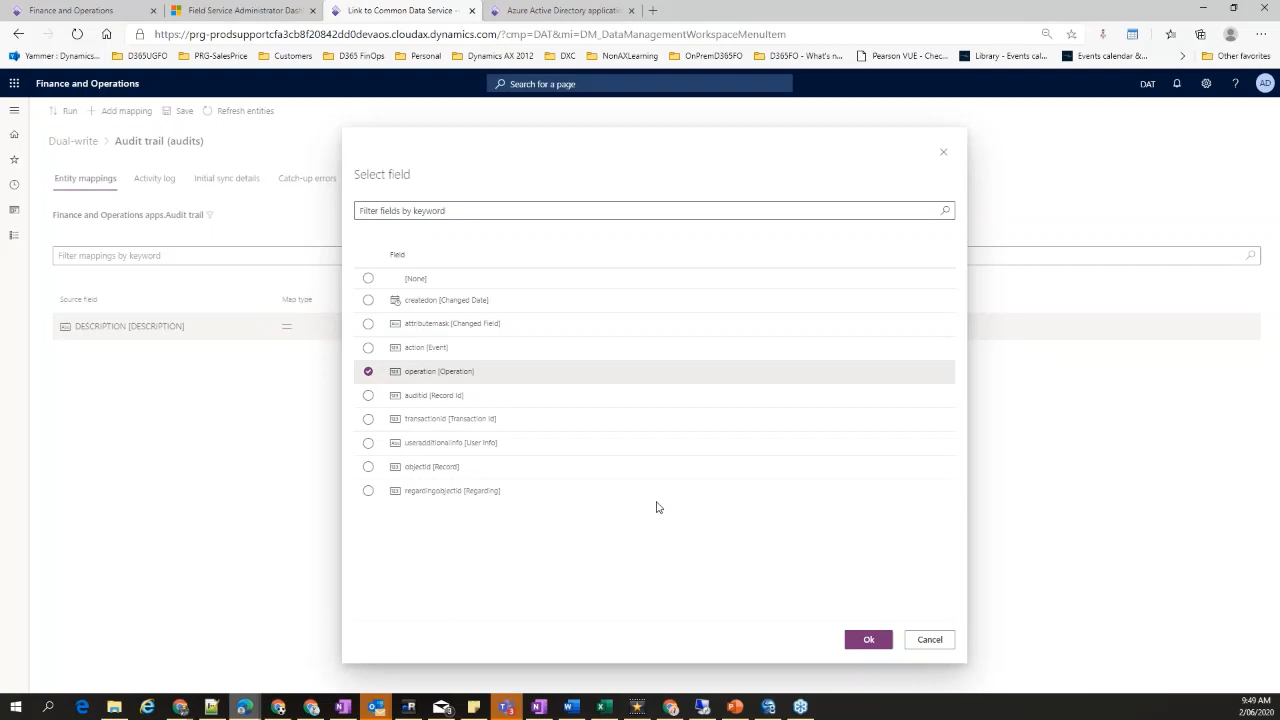 Finance and Operations
Field Service Administrator Dash
Link to Common Data Service --
Azure Active Directory applicatio
https://prg-prodsupportcfa3cb8f20842dd0devaos.cloudax.dynamics.com/?cmp=DAT&mi=DM_DataManagementWorkspaceMenuItem
Yammer : Dynamics...
D365UGFO
PRG-SalesPrice
Customers
D365 FinOps
Personal
Dynamics AX 2012
DXC
NonAXLearning
OnPremD365FO
D365FO - What's n...
Pearson VUE - Cho...
Library - Events cal...
Events calendar &...
Other favorites
Finance and Operations
Search for a page
DAT
AD
Run
Add mapping
Save
Refresh entities
Dual-write > Audit trail (audits)
Entity mappings
Activity log
Initial sync details
Catch-up errors
Finance and Operations apps.Audit trail
Filter mappings by keyword
Source field
Map type
DESCRIPTION [DESCRIPTION]
Select field
Filter fields by keyword
Field
[None]
createdon [Changed Date]
attributemask [Changed Field]
action [Event]
operation [Operation]
auditid [Record Id]
transactionid [Transaction Id]
useradditionalinfo [User Info]
objectid [Record]
regardingobjectid [Regarding]
Ok
Cancel
9:49 AM
2/06/2020